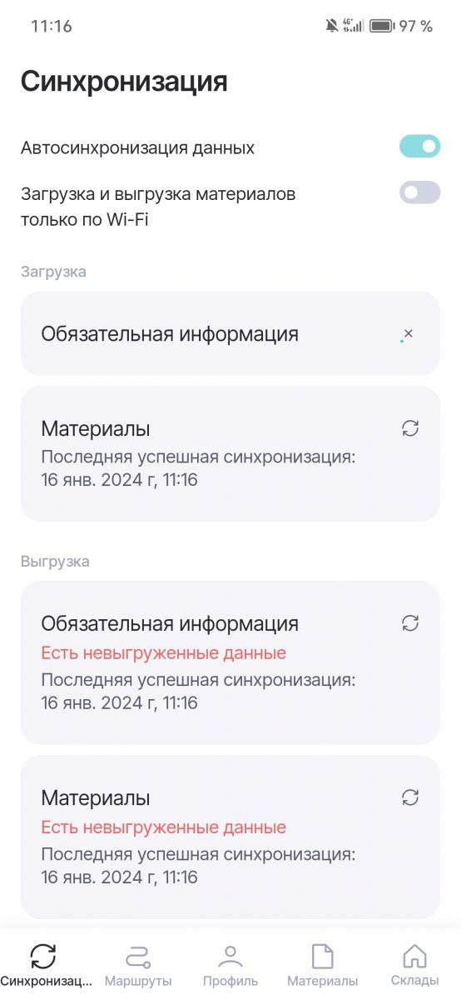 11:16
4G+
97 %
Синхронизация
Автосинхронизация данных
Загрузка и выгрузка материалов
только по Wi-Fi
Загрузка
Обязательная информация
Материалы
Последняя успешная синхронизация:
16 янв. 2024 г, 11:16
Выгрузка
Обязательная информация
Есть невыгруженные данные
Последняя успешная синхронизация:
16 янв. 2024 г, 11:16
Материалы
Есть невыгруженные данные
Последняя успешная синхронизация:
16 янв. 2024 г, 11:16
Синхронизац... Маршруты Профиль Материалы Склады